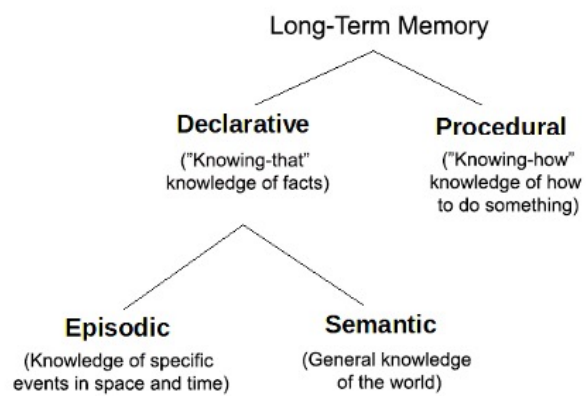 Long-Term Memory
Declarative
("Knowing-that"
knowledge of facts)
Procedural
("Knowing-how"
knowledge of how
to do something)
Episodic
(Knowledge of specific
events in space and time)
Semantic
(General knowledge
of the world)